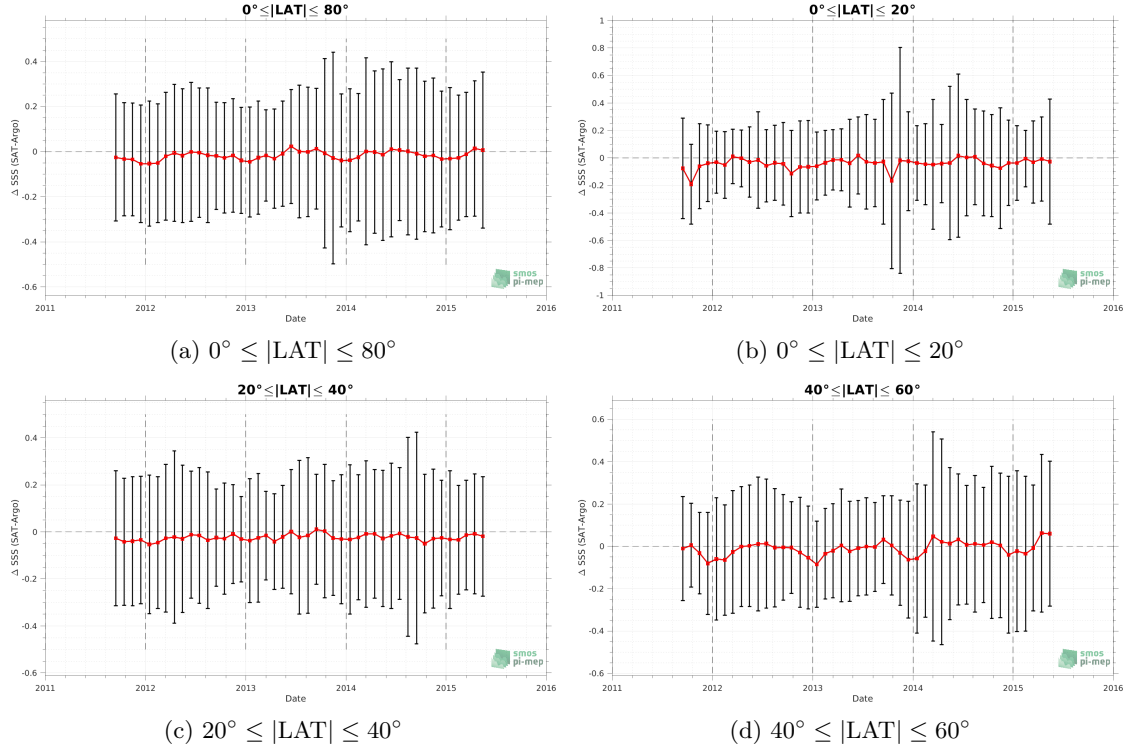 0°≤|LAT|≤ 80°
0.4
0.2
0
-0.2
-0.4
-0.6
Δ SSS (SAT-Argo)
smos
pi-mep
2011
2012
2013
2014
2015
2016
Date
(a) 0° ≤ |LAT| ≤ 80°
0°≤|LAT|≤ 20°
1
0.8
0.6
0.4
0.2
0
-0.2
-0.4
-0.6
-0.8
-1
Δ SSS (SAT-Argo)
smos
pi-mep
2011
2012
2013
2014
2015
2016
Date
(b) 0° ≤ |LAT| ≤ 20°
20°≤|LAT|≤ 40°
0.4
0.2
0
-0.2
-0.4
-0.6
Δ SSS (SAT-Argo)
smos
pi-mep
2011
2012
2013
2014
2015
2016
Date
(c) 20° ≤ |LAT| ≤ 40°
40°≤|LAT|≤ 60°
0.6
0.4
0.2
0
-0.2
-0.4
-0.6
Δ SSS (SAT-Argo)
smos
pi-mep
2011
2012
2013
2014
2015
2016
Date
(d) 40° ≤ |LAT| ≤ 60°